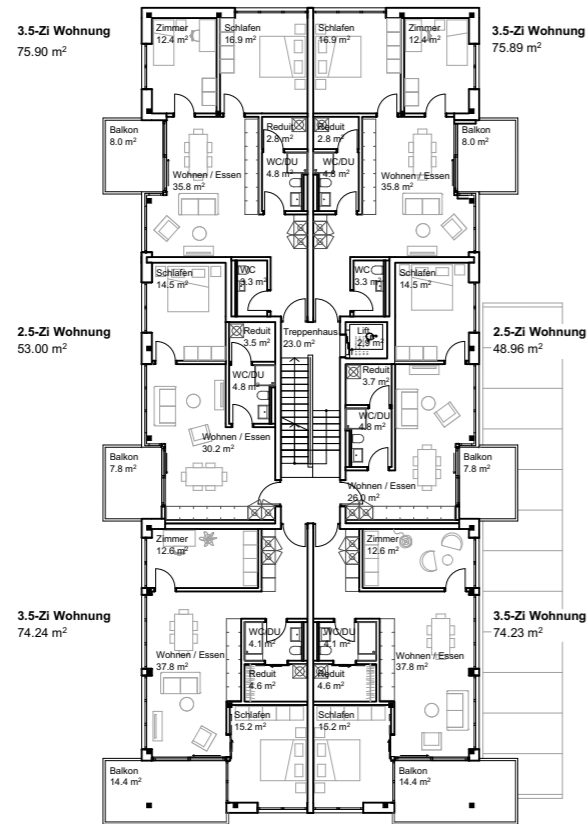 3.5-Zi Wohnung
75.90 m²
Zimmer
12.4 m²
Schlafen
16.9 m²
Schlafen
16.9 m²
Zimmer
12.4 m²
3.5-Zi Wohnung
75.89 m²
Balkon
8.0 m²
Reduit
2.8 m²
Reduit
2.8 m²
Balkon
8.0 m²
Wohnen / Essen
35.8 m²
WC/DU
4.8 m²
WC/DU
4.8 m²
Wohnen / Essen
35.8 m²
Schlafen
14.5 m²
WC
3.3 m²
WC
3.3 m²
Schlafen
14.5 m²
2.5-Zi Wohnung
53.00 m²
Reduit
3.5 m²
Treppenhaus
23.0 m²
Lift
2.9 m²
2.5-Zi Wohnung
48.96 m²
WC/DU
4.8 m²
Reduit
3.7 m²
WC/DU
4.8 m²
Wohnen / Essen
30.2 m²
Balkon
7.8 m²
Wohnen / Essen
26.0 m²
Balkon
7.8 m²
Zimmer
12.6 m²
Zimmer
12.6 m²
3.5-Zi Wohnung
74.24 m²
WC/DU
4.1 m²
WC/DU
4.1 m²
3.5-Zi Wohnung
74.23 m²
Wohnen / Essen
37.8 m²
Reduit
4.6 m²
Reduit
4.6 m²
Wohnen / Essen
37.8 m²
Schlafen
15.2 m²
Schlafen
15.2 m²
Balkon
14.4 m²
Balkon
14.4 m²